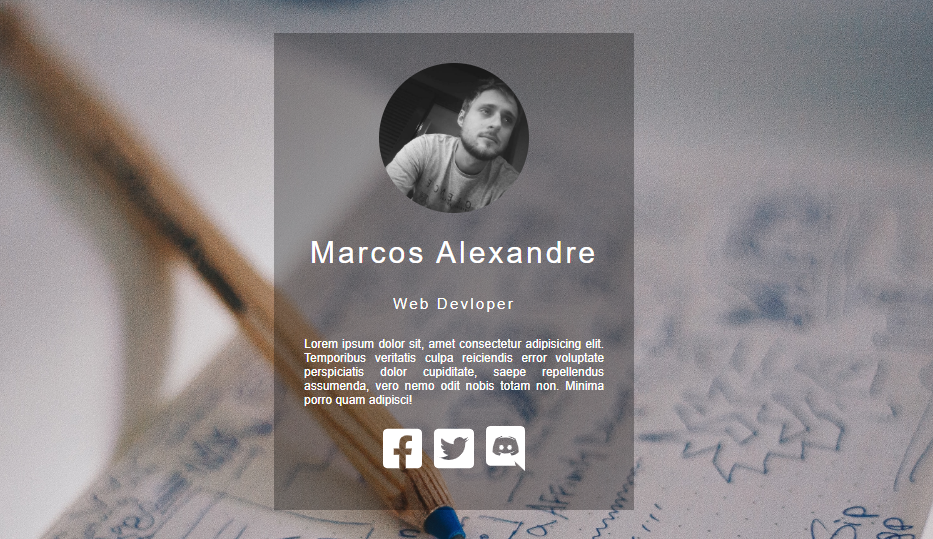 Marcos Alexandre
Web Devloper
Lorem ipsum dolor sit, amet consectetur adipisicing elit.
Temporibus veritatis culpa reiciendis error voluptate
perspiciatis dolor cupiditate, saepe repellendus
assumenda, vero nemo odit nobis totam non. Minima
porro quam adipisci!